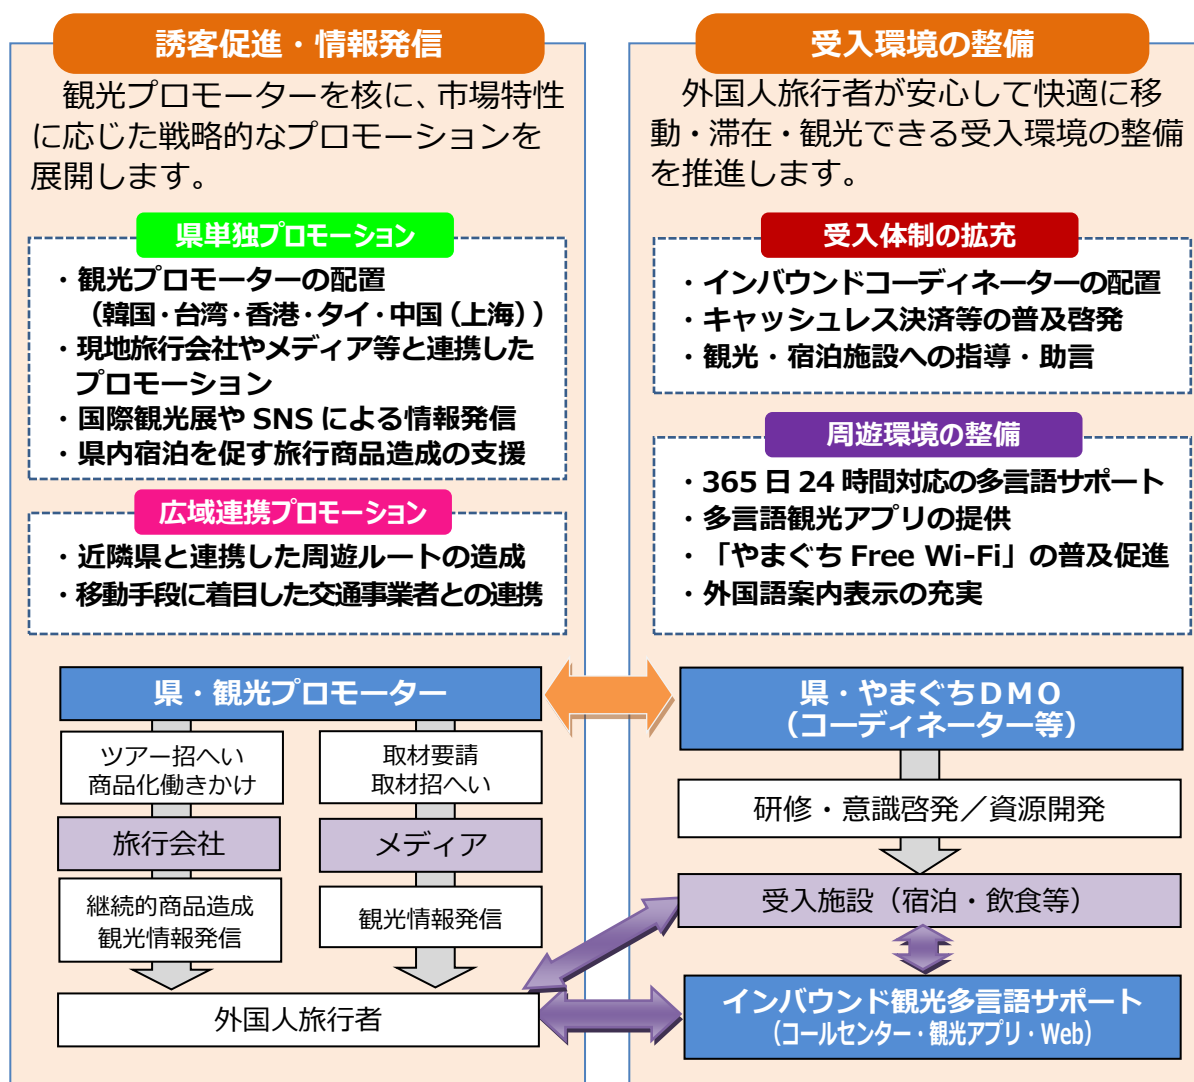 誘客促進・情報発信
観光プロモーターを核に、市場特性
に応じた戦略的なプロモーションを
展開します。
県単独プロモーション
・観光プロモーターの配置
（韓国・台湾・香港・タイ・中国（上海））
・現地旅行会社やメディア等と連携した
プロモーション
・国際観光展や SNS による情報発信
・県内宿泊を促す旅行商品造成の支援
広域連携プロモーション
・近隣県と連携した周遊ルートの造成
・移動手段に着目した交通事業者との連携
県・観光プロモーター
ツアー招へい
商品化働きかけ
旅行会社
継続的商品造成
観光情報発信
取材要請
取材招へい
メディア
観光情報発信
外国人旅行者
受入環境の整備
外国人旅行者が安心して快適に移
動・滞在・観光できる受入環境の整備
を推進します。
受入体制の拡充
・インバウンドコーディネーターの配置
・キャッシュレス決済等の普及啓発
・観光・宿泊施設への指導・助言
周遊環境の整備
・365 日 24 時間対応の多言語サポート
・多言語観光アプリの提供
・「やまぐち Free Wi-Fi」の普及促進
・外国語案内表示の充実
県・やまぐちＤＭＯ
（コーディネーター等）
研修・意識啓発／資源開発
受入施設（宿泊・飲食等）
インバウンド観光多言語サポート
（コールセンター・観光アプリ・Web）